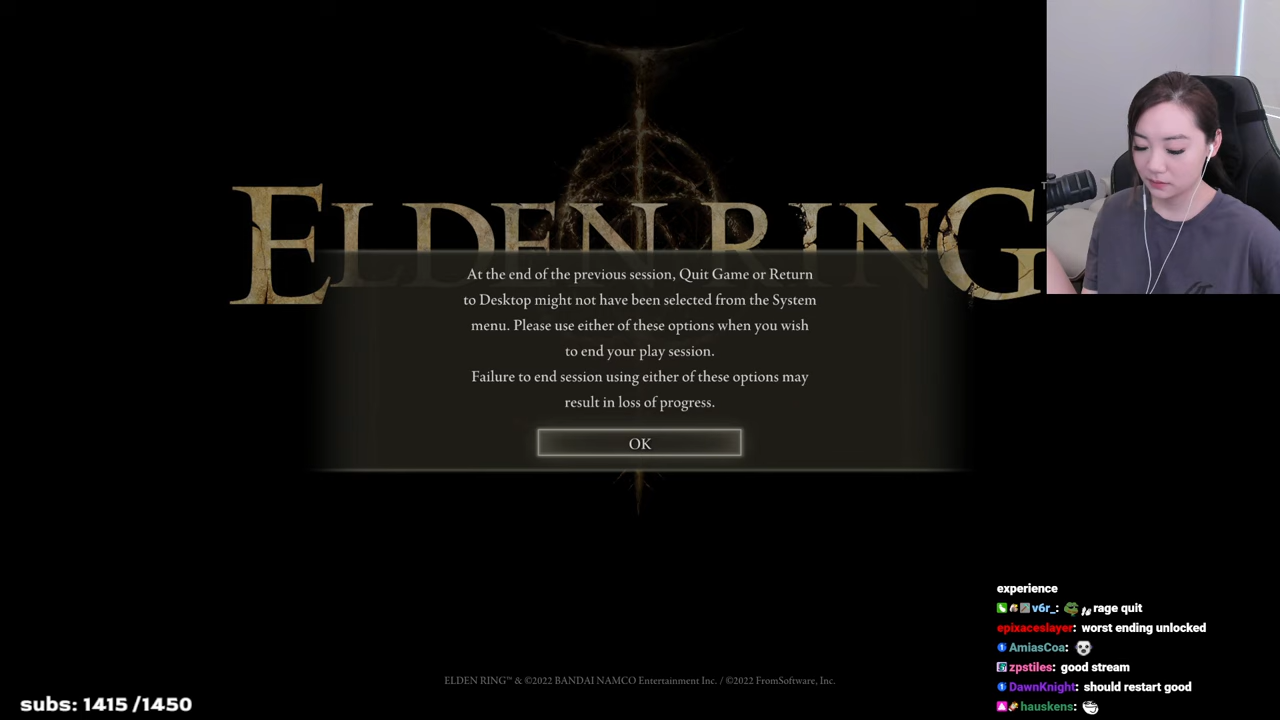 ELDEN RING
At the end of the previous session, Quit Game or Return
to Desktop might not have been selected from the System
menu. Please use either of these options when you wish
to end your play session.
Failure to end session using either of these options may
result in loss of progress.
OK
experience
v6r_: rage quit
epixaceslayer: worst ending unlocked
AmiasCoa:
zpstiles: good stream
DawnKnight: should restart good
hauskens:
ELDEN RING™ & ©2022 BANDAI NAMCO Entertainment Inc. / ©2022 FromSoftware, Inc.
subs: 1415 /1450